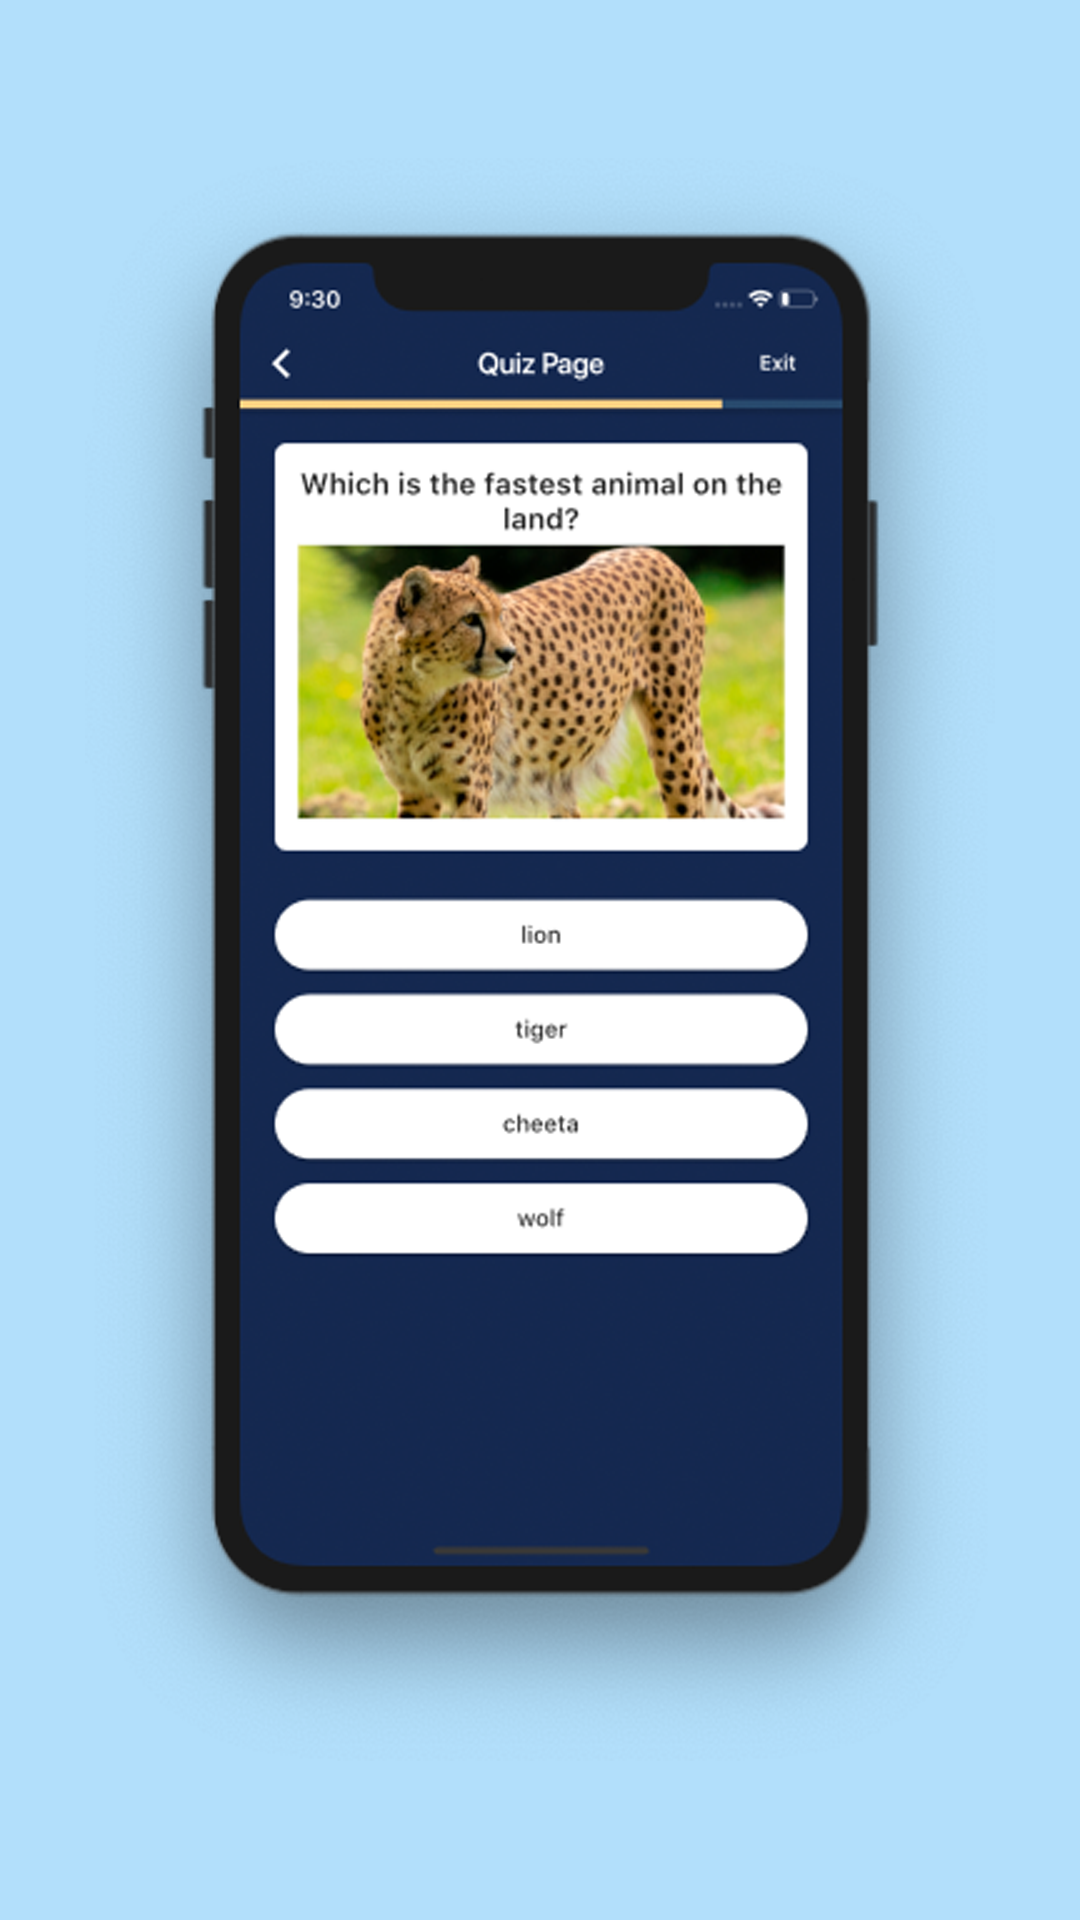 9:30
Quiz Page
Exit
Which is the fastest animal on the
land?
lion
tiger
cheeta
wolf